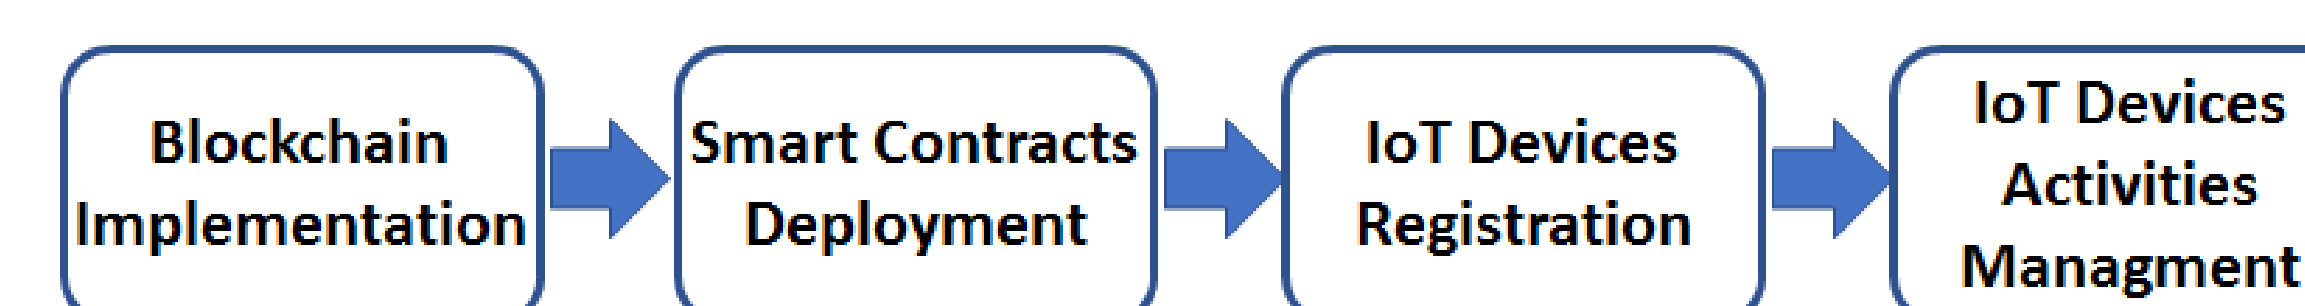 Blockchain
Implementation
Smart Contracts
Deployment
IoT Devices
Registration
IoT Devices
Activities
Managment